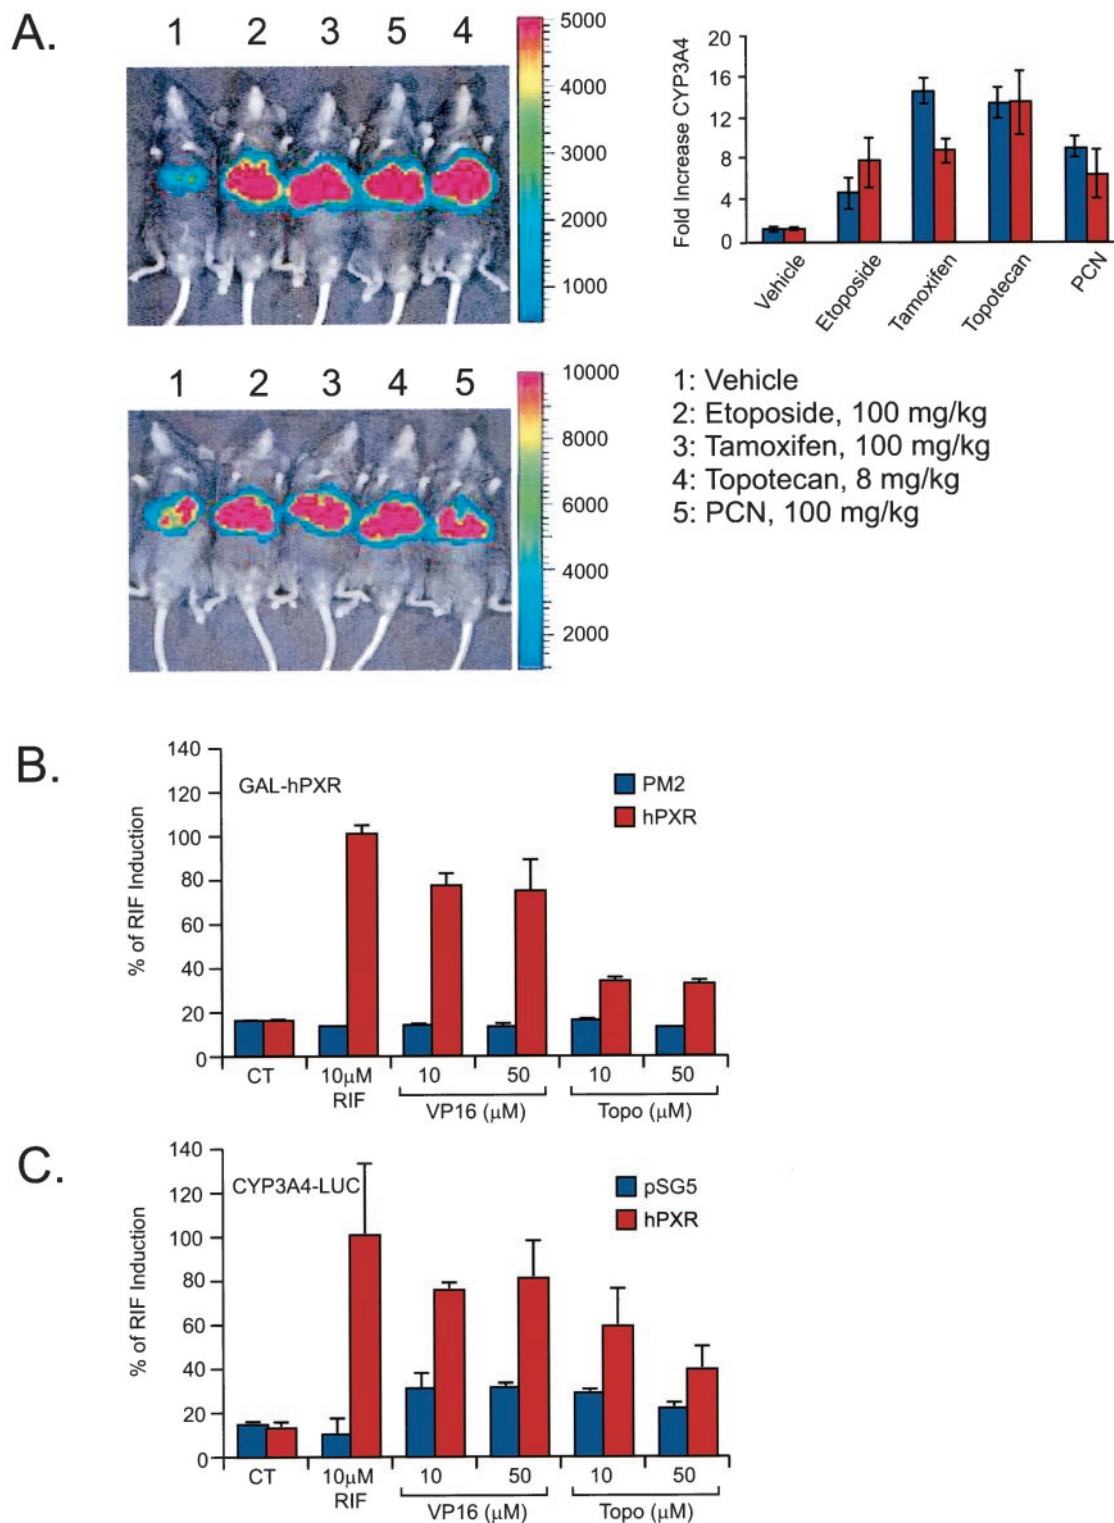 A.
1 2 3 5 4
5000
4000
3000
2000
1000
Fold Increase CYP3A4
20
16
12
8
4
0
Vehicle
Etoposide
Tamoxifen
Topotecan
PCN
1 2 3 4 5
10000
8000
6000
4000
2000
1: Vehicle
2: Etoposide, 100 mg/kg
3: Tamoxifen, 100 mg/kg
4: Topotecan, 8 mg/kg
5: PCN, 100 mg/kg
B.
% of RIF Induction
140
120
100
80
60
40
20
0
GAL-hPXR
PM2
hPXR
CT 10μM 10 50 10 50
RIF VP16 (μM) Topo (μM)
C.
% of RIF Induction
140
120
100
80
60
40
20
0
CYP3A4-LUC
pSG5
hPXR
CT 10μM 10 50 10 50
RIF VP16 (μM) Topo (μM)